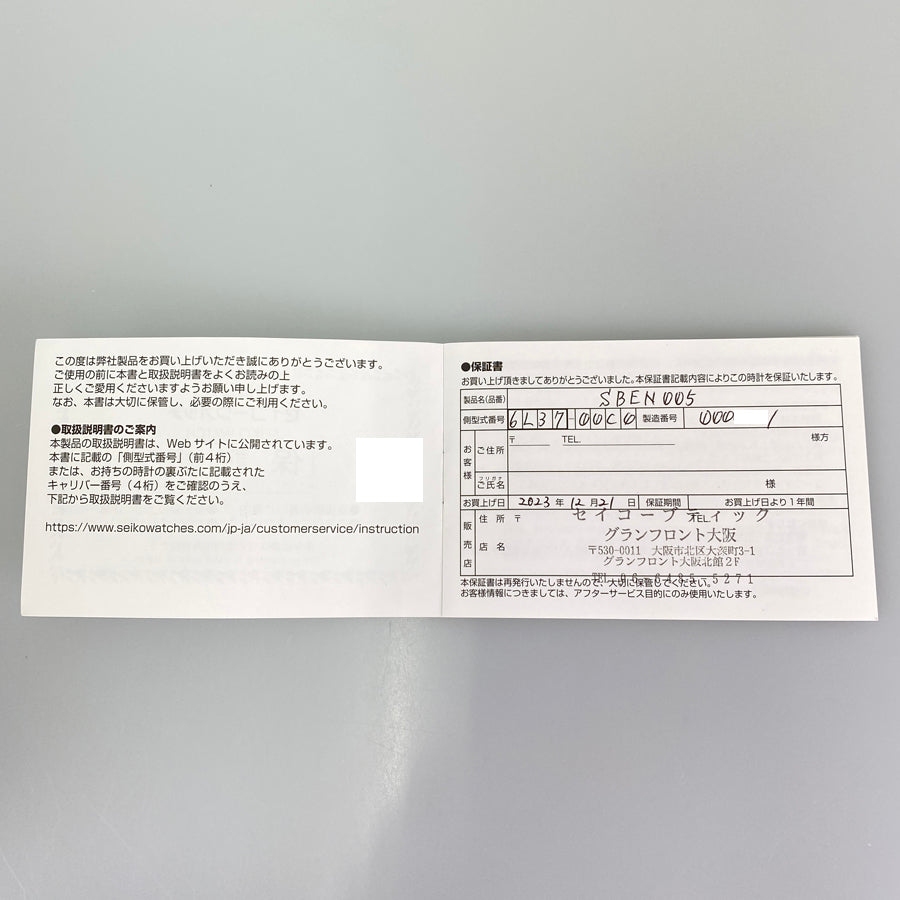 この度は弊社製品をお買い上げいただき誠にありがとうございます。
ご使用の前に本書と取扱説明書をよくお読みの上
正しくご愛用くださいますようお願い申し上げます。
なお、本書は大切に保管し、必要の際にご利用ください。
●取扱説明書のご案内
本製品の取扱説明書は、Web サイトに公開されています。
本書に記載の「側型式番号」（前４桁）
または、お持ちの時計の裏ぶたに記載された
キャリバー番号（４桁）をご確認のうえ、
下記から取扱説明書をご覧ください。
https://www.seikowatches.com/jp-ja/customerservice/instruction
●保証書
お買い上げ頂きましてありがとうございました。本保証書記載内容によりこの時計を保証いたします。
製品名(品番) SBEN005
側型式番号 6L37-00C0 製造番号 000 1
お客様 ご住所 〒 TEL. 様方
フリガナ
ご氏名 様
お買上げ日 2023 年 12 月 21 日 保証期間 お買上げ日より１年間
販売店 住所 〒 TEL.
店名
セイコーブティック
グランフロント大阪
〒530-0011 大阪市北区大深町3-1
グランフロント大阪北館２F
TEL 06-6485-5271
本保証書は再発行いたしませんので、大切に保管してください。
お客様情報につきましては、アフターサービス目的にのみ使用いたします。